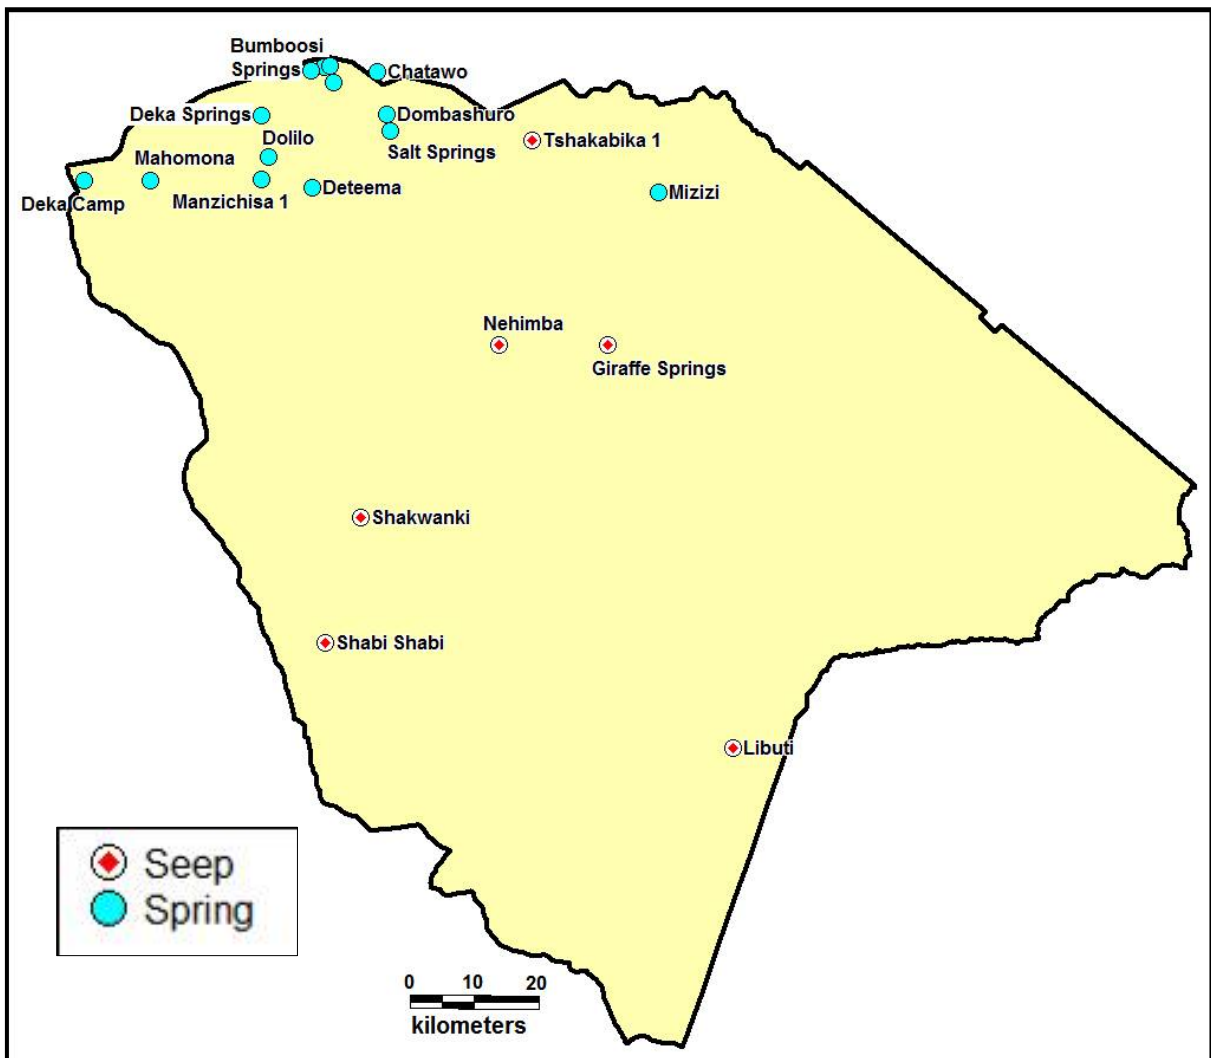 Bumboosi
Springs
Chatawo
Deka Springs
Dombashuro
Dolilo
Tshakabika 1
Salt Springs
Mahomona
Deteema
Mizizi
Deka Camp
Manzichisa 1
Nehimba
Giraffe Springs
Shakwanki
Shabi Shabi
Libuti
Seep
Spring
0 10 20
kilometers